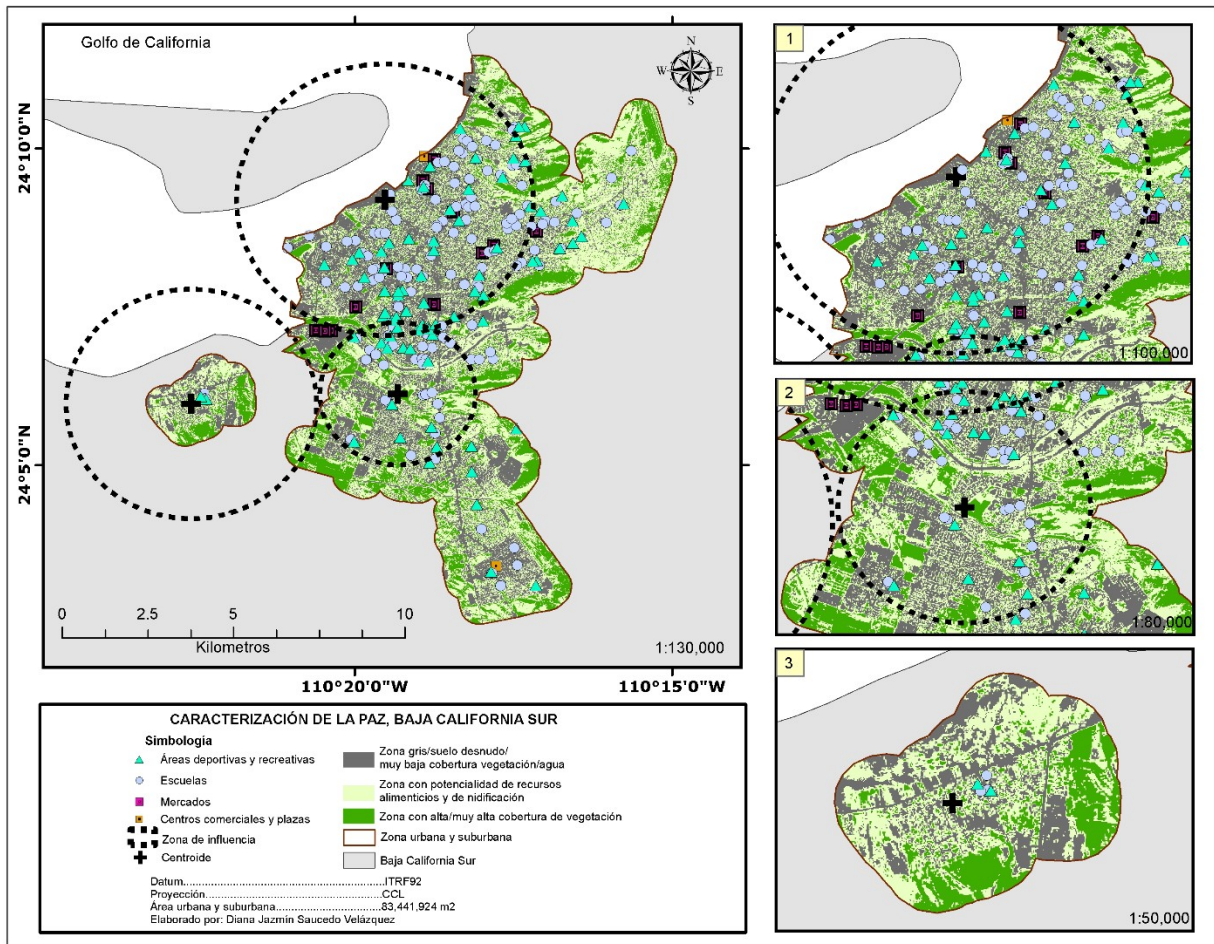 Golfo de California
N
W E
S
24°10'0"N
24°5'0"N
0 2.5 5 10
Kilometros
1:130,000
110°20'0"W 110°15'0"W
1
1:100,000
2
1:80,000
3
1:50,000
CARACTERIZACIÓN DE LA PAZ, BAJA CALIFORNIA SUR
Simbología
Áreas deportivas y recreativas
Escuelas
Mercados
Centros comerciales y plazas
Zona de influencia
Centroide
Zona gris/suelo desnudo/
muy baja cobertura vegetación/agua
Zona con potencialidad de recursos
alimenticios y de nidificación
Zona con alta/muy alta cobertura de vegetación
Zona urbana y suburbana
Baja California Sur
Datum..........................................................ITRF92
Proyección...................................................CCL
Área urbana y suburbana..........................83,441,924 m2
Elaborado por: Diana Jazmín Saucedo Velázquez